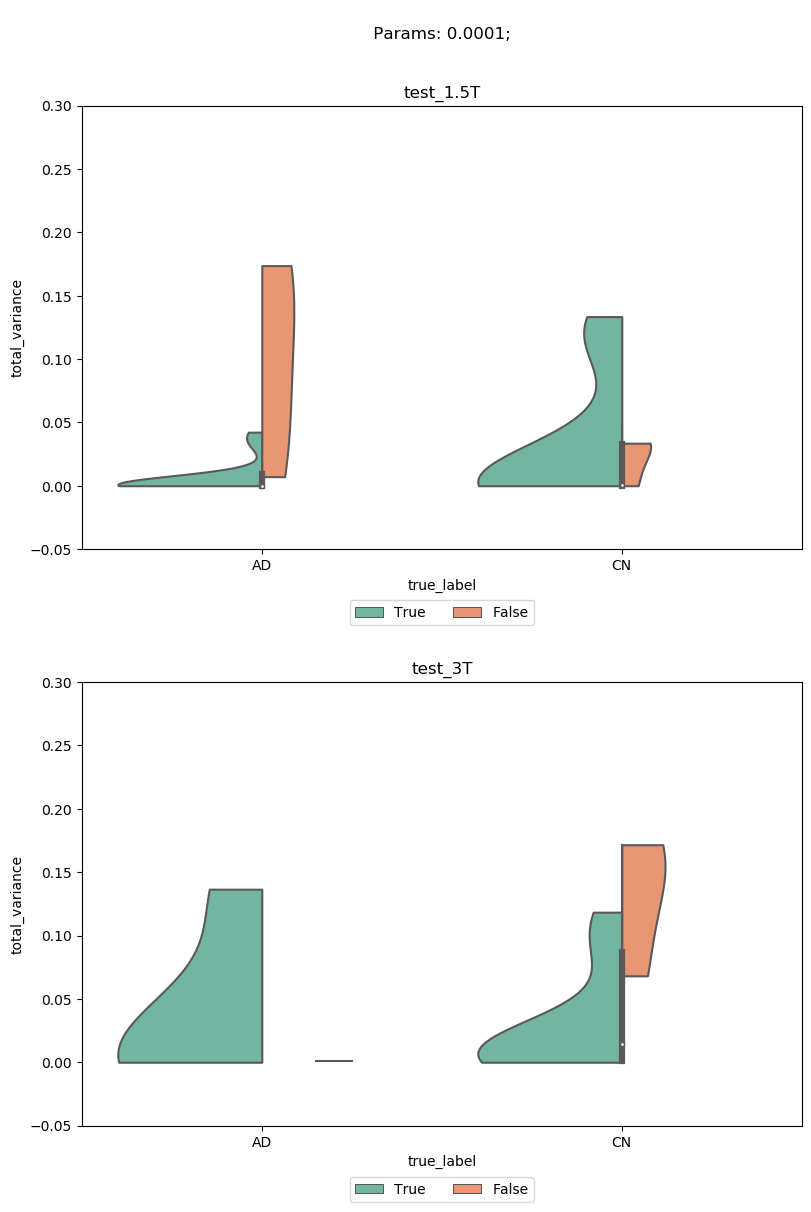 Params: 0.0001;
test_1.5T
0.30
0.25
0.20
0.15
0.10
0.05
0.00
−0.05
total_variance
AD CN
true_label
True False
test_3T
0.30
0.25
0.20
0.15
0.10
0.05
0.00
−0.05
total_variance
AD CN
true_label
True False